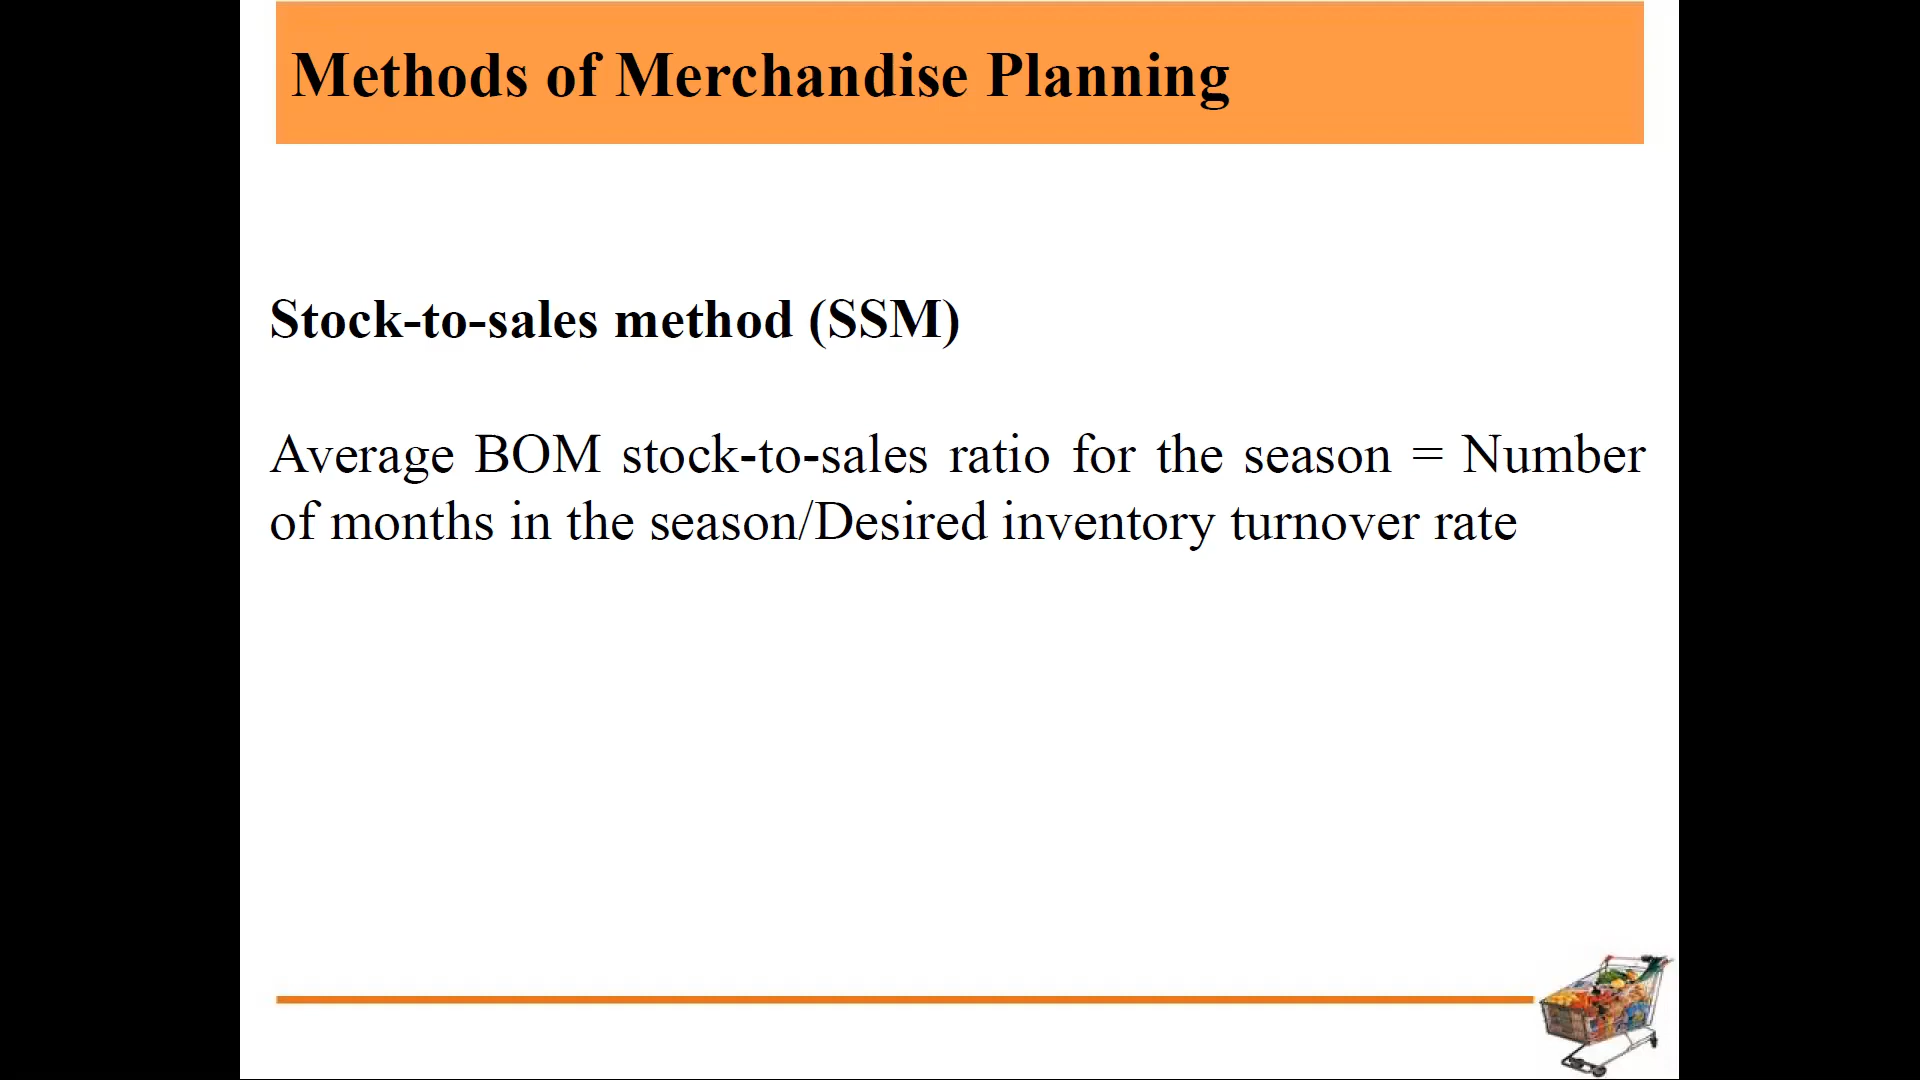 Methods of Merchandise Planning
Stock-to-sales method (SSM)
Average BOM stock-to-sales ratio for the season = Number
of months in the season/Desired inventory turnover rate